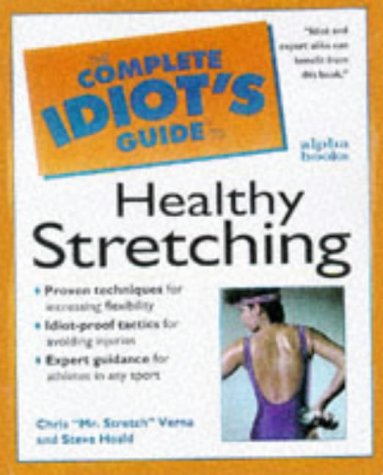 THE
COMPLETE
IDIOT'S
GUIDE TO
"Idiot and
expert alike can
benefit from
this book."
alpha
books
Healthy
Stretching
Proven techniques for
increasing flexibility
Idiot-proof tactics for
avoiding injuries
Expert guidance for
athletes in any sport
Chris "Mr. Stretch" Verna
and Steve Hosid